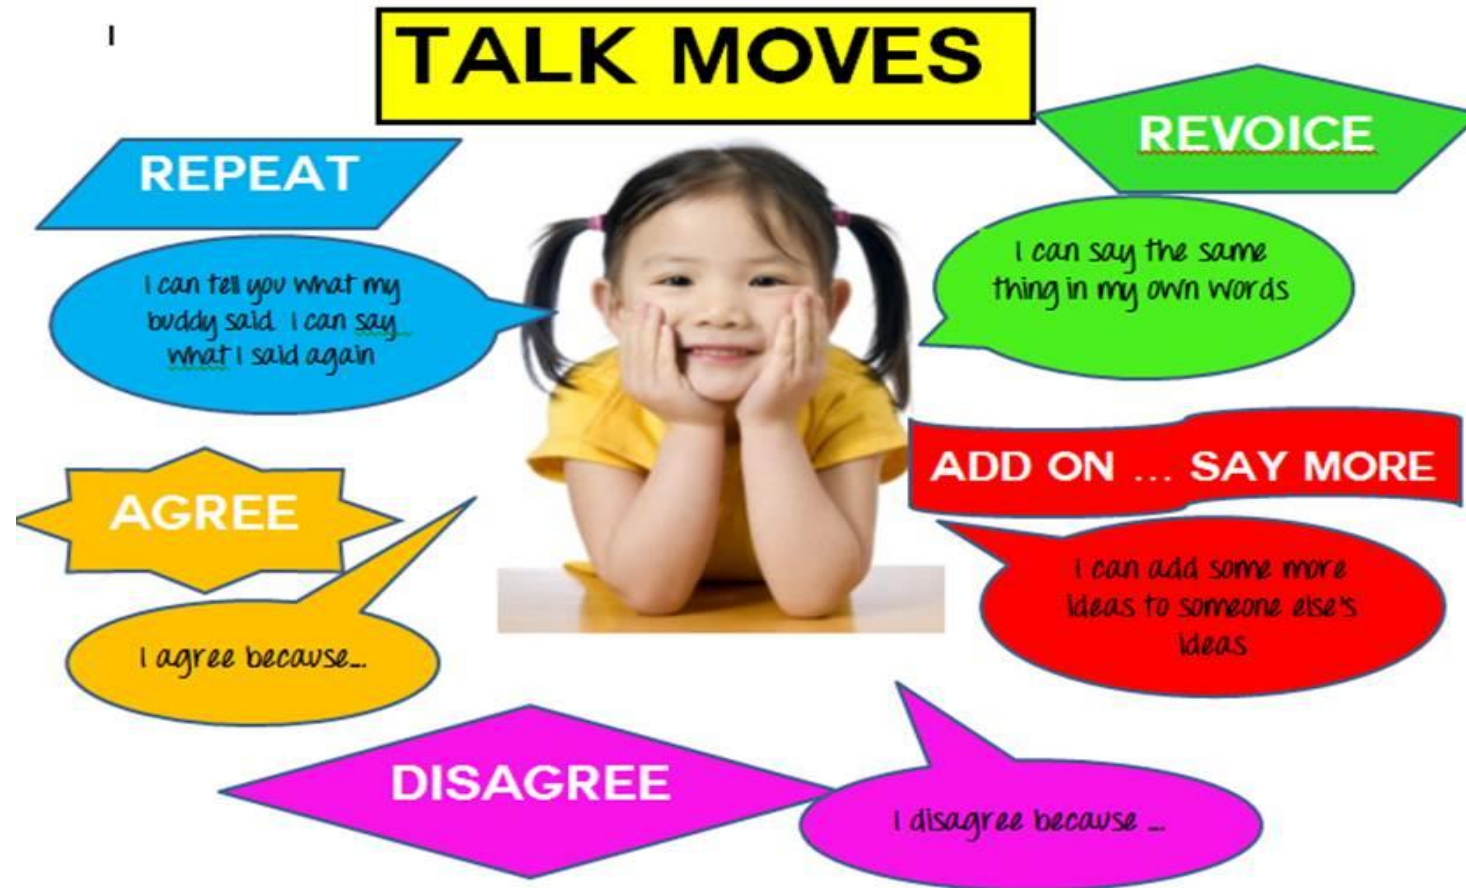 TALK MOVES
REPEAT
I can tell you what my
buddy said. I can say
what I said again
REVOICE
I can say the same
thing in my own words
AGREE
I agree because...
ADD ON ... SAY MORE
I can add some more
ideas to someone else's
ideas
DISAGREE
I disagree because ...